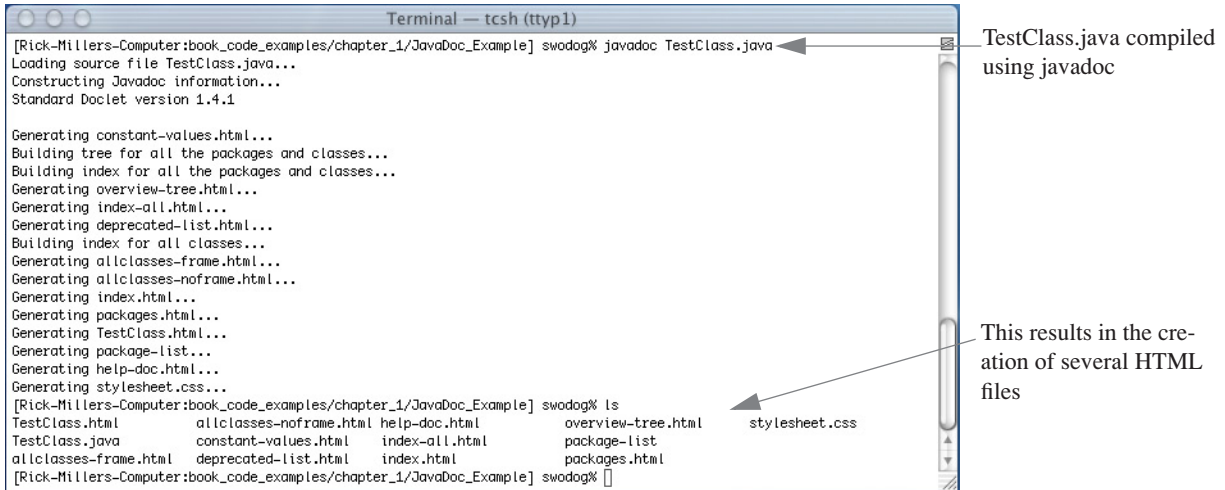 Terminal — tcsh (ttyp1)
[Rick-Millers-Computer:book_code_examples/chapter_1/JavaDoc_Example] swodog% javadoc TestClass.java
Loading source file TestClass.java...
Constructing Javadoc information...
Standard Doclet version 1.4.1

Generating constant-values.html...
Building tree for all the packages and classes...
Building index for all the packages and classes...
Generating overview-tree.html...
Generating index-all.html...
Generating deprecated-list.html...
Building index for all classes...
Generating allclasses-frame.html...
Generating allclasses-noframe.html...
Generating index.html...
Generating packages.html...
Generating TestClass.html...
Generating package-list...
Generating help-doc.html...
Generating stylesheet.css...
[Rick-Millers-Computer:book_code_examples/chapter_1/JavaDoc_Example] swodog% ls
TestClass.html allclasses-noframe.html help-doc.html overview-tree.html stylesheet.css
TestClass.java constant-values.html index-all.html package-list
allclasses-frame.html deprecated-list.html index.html packages.html
[Rick-Millers-Computer:book_code_examples/chapter_1/JavaDoc_Example] swodog%
TestClass.java compiled
using javadoc
This results in the cre-
ation of several HTML
files